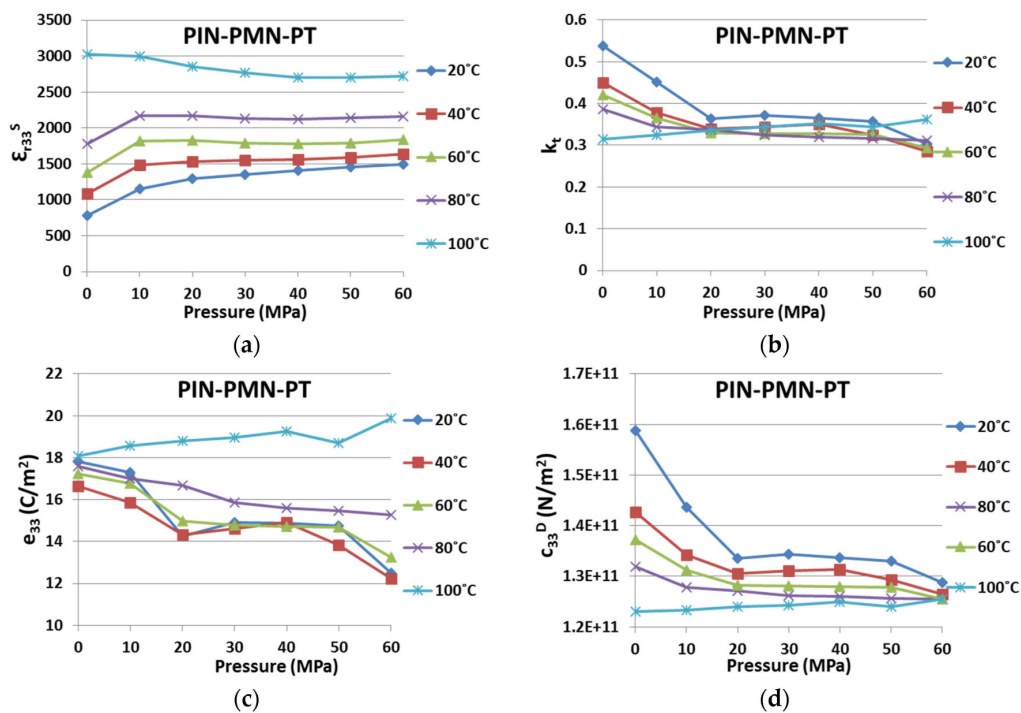 PIN-PMN-PT
3500
3000
2500
2000
1500
1000
500
0
εr33^S
0 10 20 30 40 50 60
Pressure (MPa)
20˚C
40˚C
60˚C
80˚C
100˚C
(a)
PIN-PMN-PT
0.6
0.5
0.4
0.3
0.2
0.1
0
kt
0 10 20 30 40 50 60
Pressure (MPa)
20˚C
40˚C
60˚C
80˚C
100˚C
(b)
PIN-PMN-PT
22
20
18
16
14
12
10
e33 (C/m²)
0 10 20 30 40 50 60
Pressure (MPa)
20˚C
40˚C
60˚C
80˚C
100˚C
(c)
PIN-PMN-PT
1.7E+11
1.6E+11
1.5E+11
1.4E+11
1.3E+11
1.2E+11
c33^D (N/m²)
0 10 20 30 40 50 60
Pressure (MPa)
20˚C
40˚C
80˚C
60˚C
100˚C
(d)